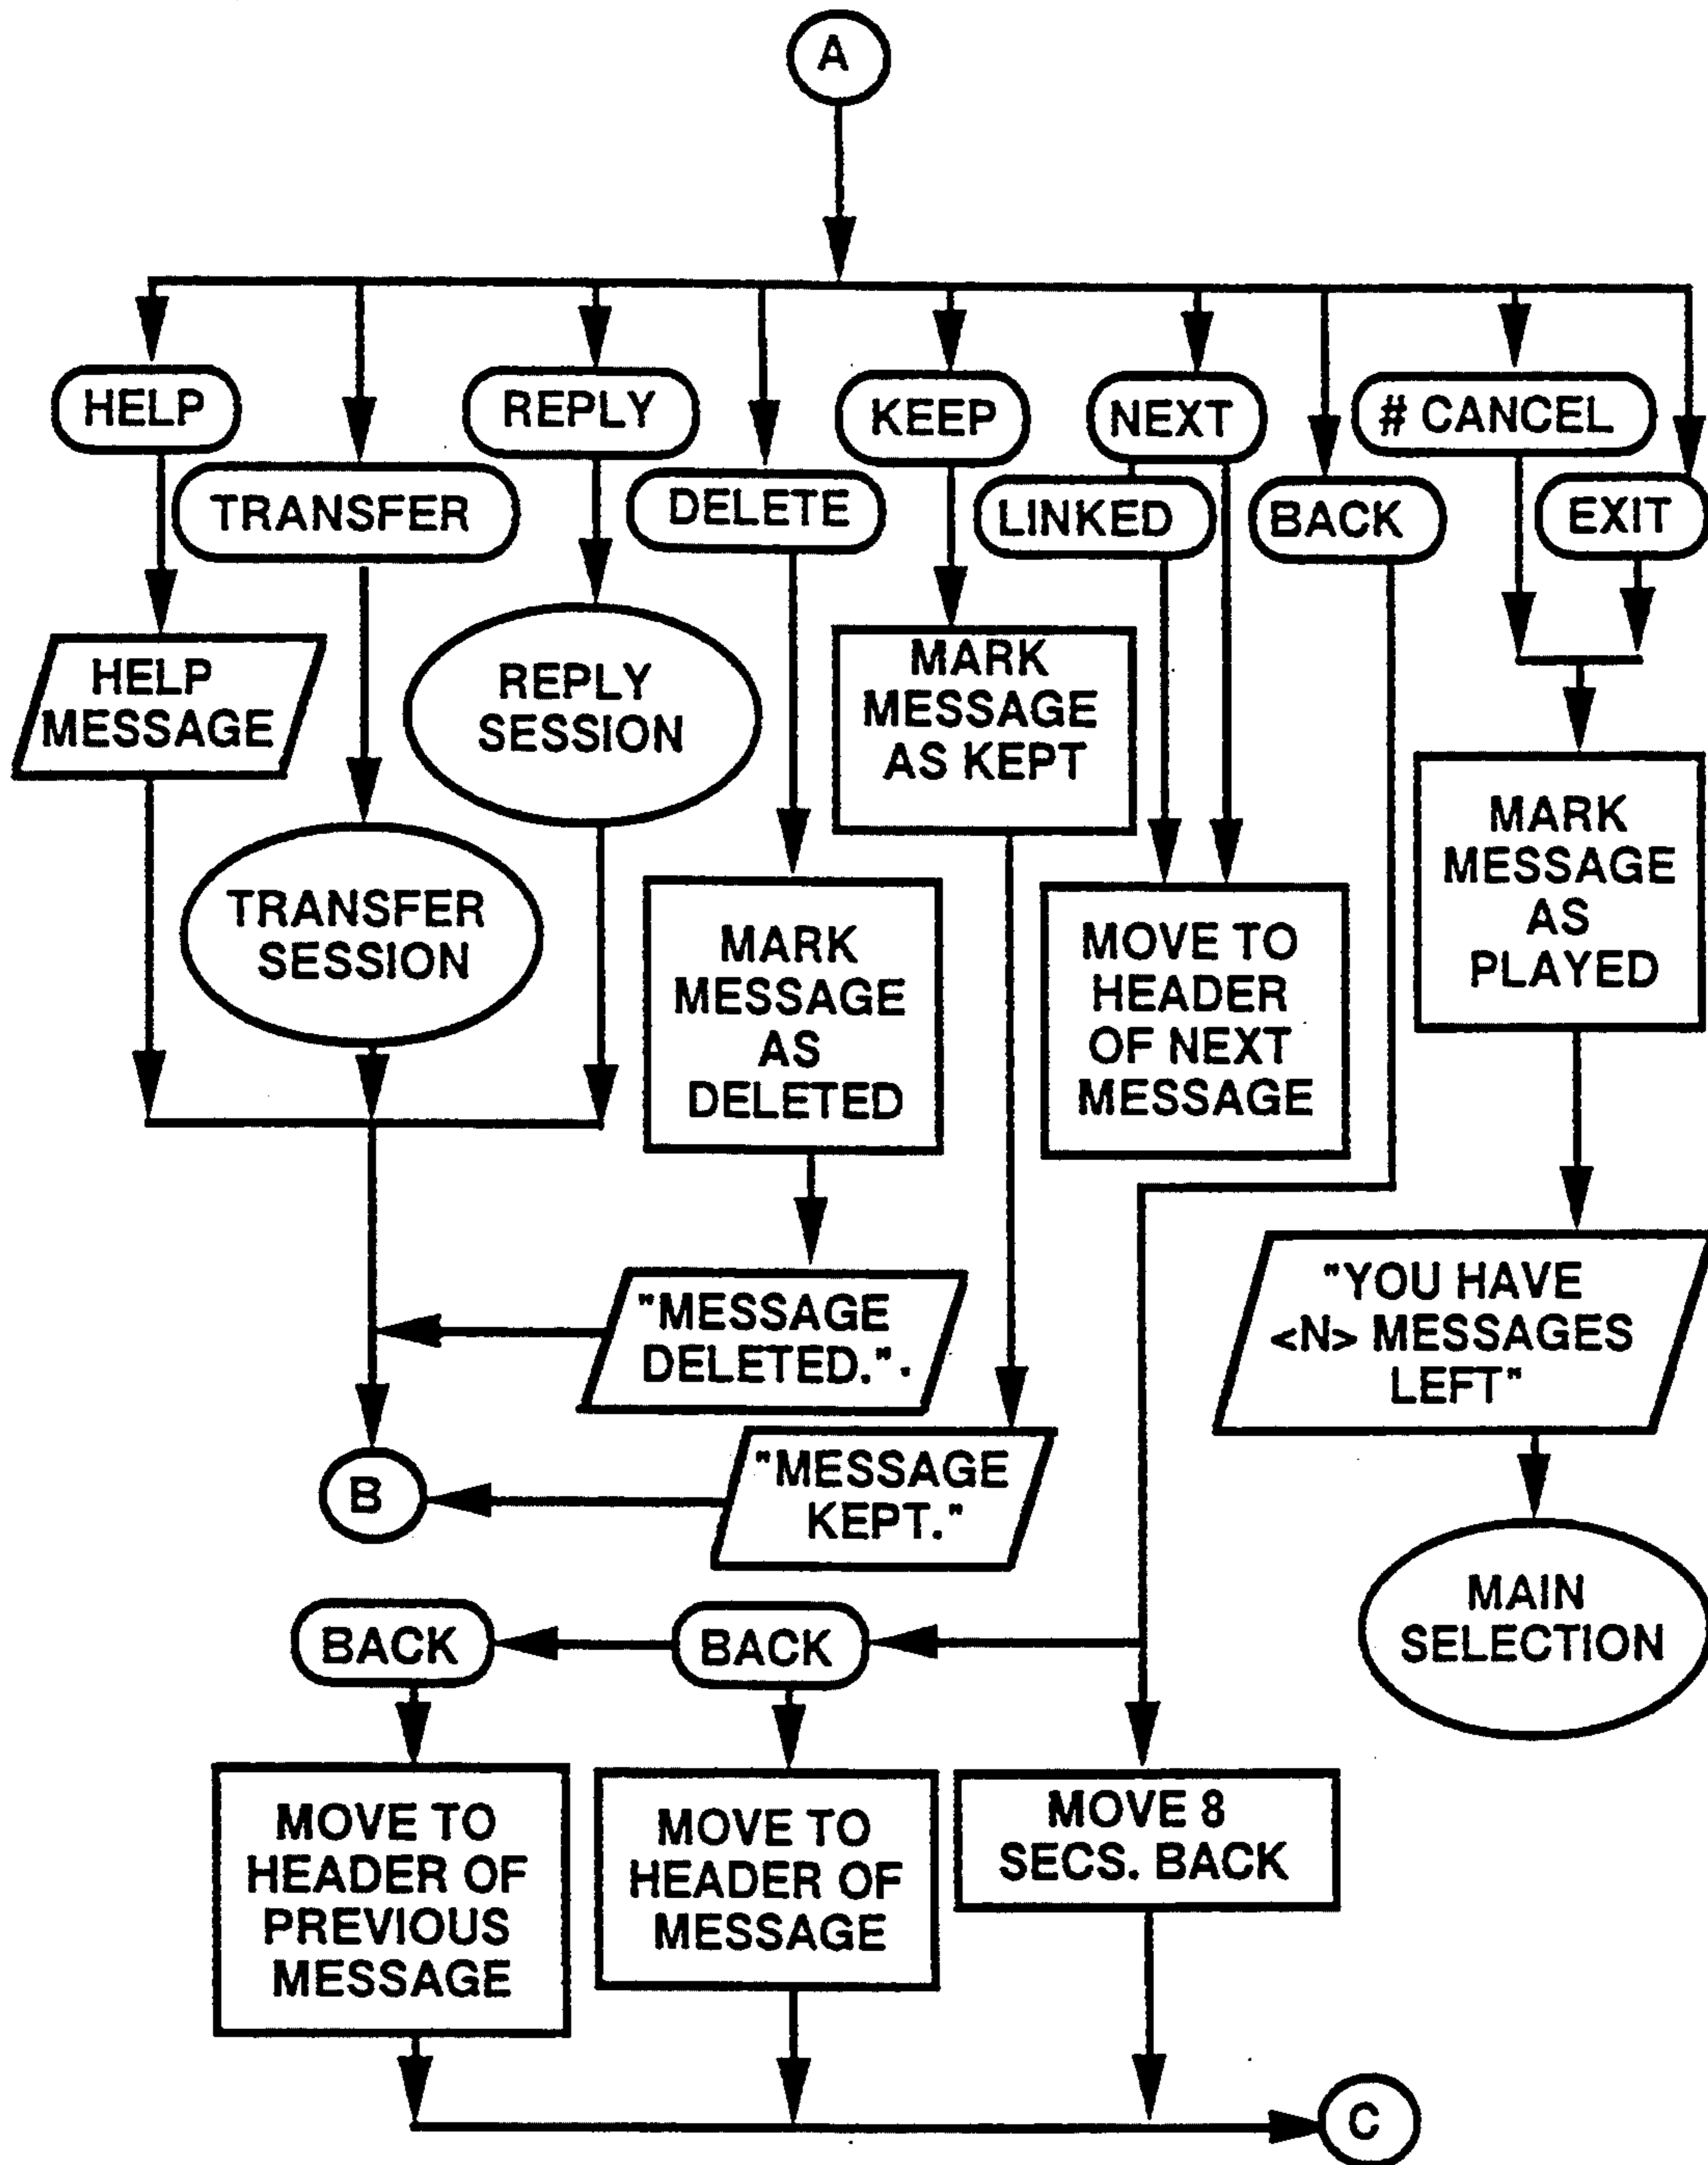 A
HELP
REPLY
KEEP
NEXT
# CANCEL
TRANSFER
DELETE
LINKED
BACK
EXIT
HELP
MESSAGE
REPLY
SESSION
MARK
MESSAGE
AS KEPT
TRANSFER
SESSION
MARK
MESSAGE
AS
DELETED
MOVE TO
HEADER
OF NEXT
MESSAGE
MARK
MESSAGE
AS
PLAYED
"MESSAGE
DELETED."
"YOU HAVE
<N> MESSAGES
LEFT"
B
"MESSAGE
KEPT."
MAIN
SELECTION
BACK
BACK
MOVE TO
HEADER OF
PREVIOUS
MESSAGE
MOVE TO
HEADER OF
MESSAGE
MOVE 8
SECS. BACK
C